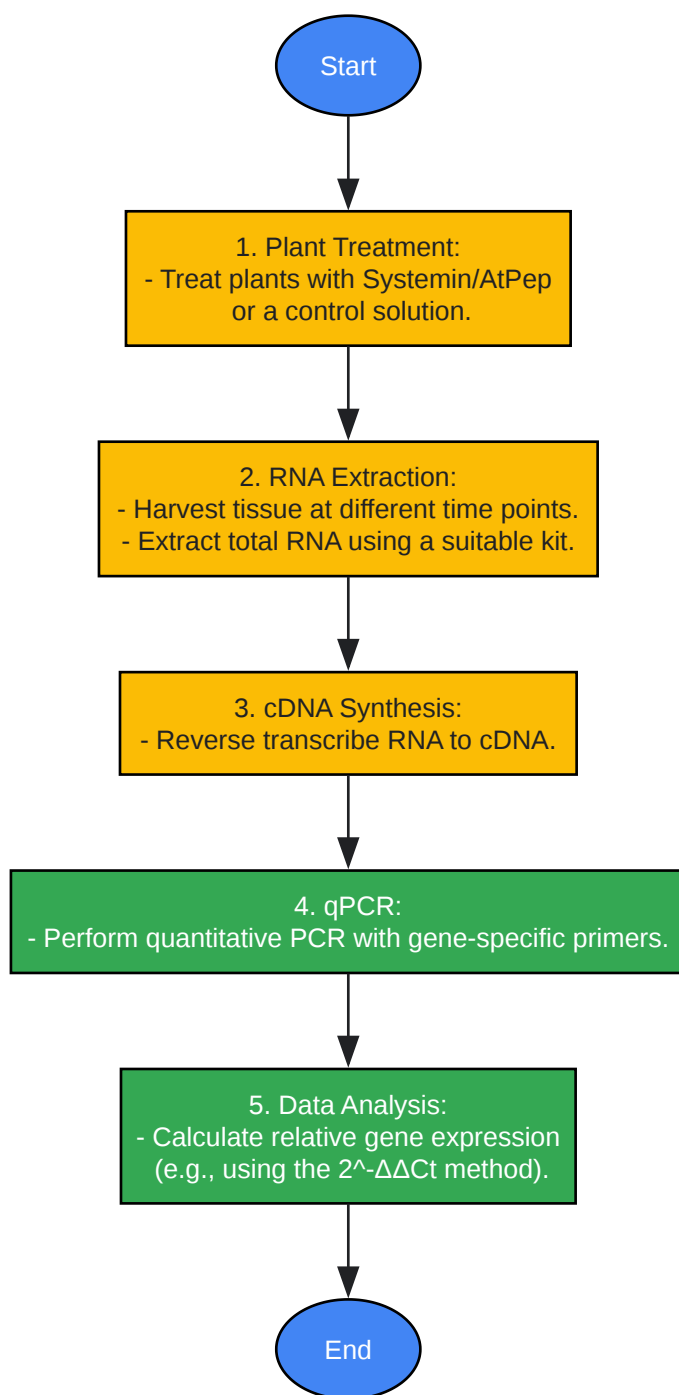 Start
1. Plant Treatment:
- Treat plants with Systemin/AtPep
or a control solution.
2. RNA Extraction:
- Harvest tissue at different time points.
- Extract total RNA using a suitable kit.
3. cDNA Synthesis:
- Reverse transcribe RNA to cDNA.
4. qPCR:
- Perform quantitative PCR with gene-specific primers.
5. Data Analysis:
- Calculate relative gene expression
(e.g., using the 2^-ΔΔCt method).
End